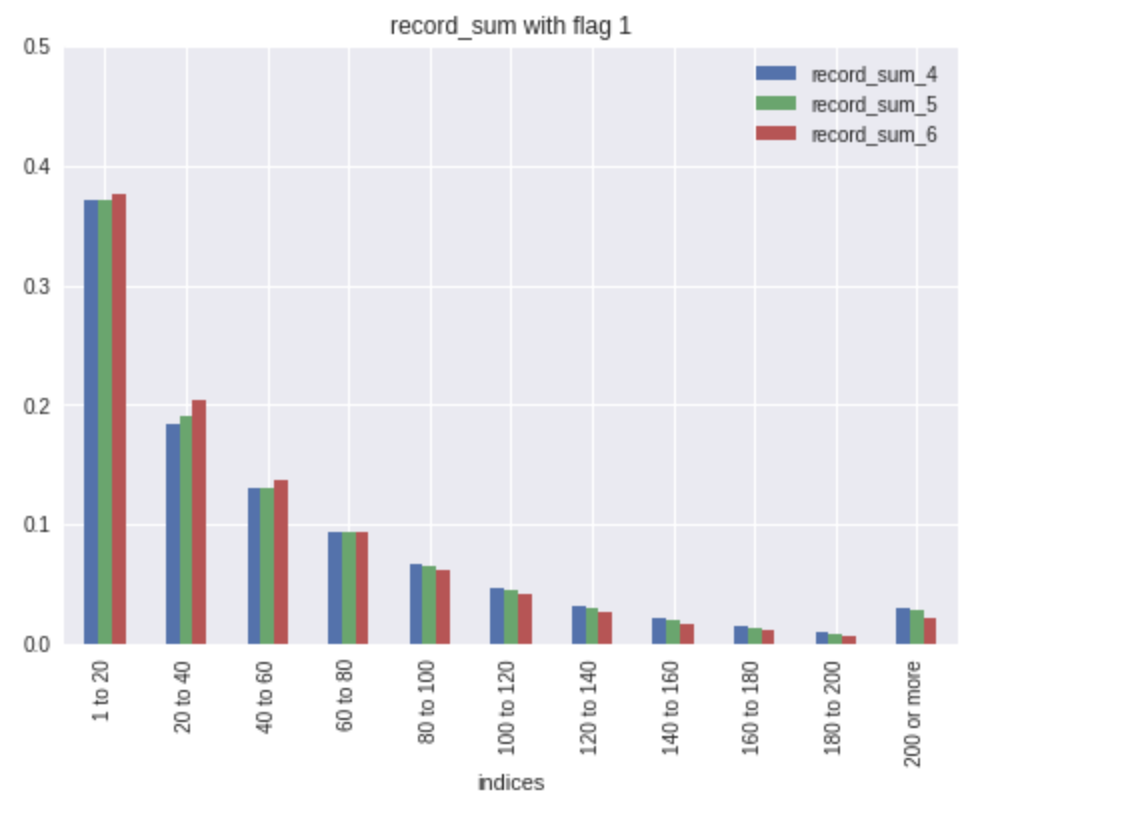 record_sum with flag 1
0.5
0.4
0.3
0.2
0.1
0.0
record_sum_4
record_sum_5
record_sum_6
1 to 20
20 to 40
40 to 60
60 to 80
80 to 100
100 to 120
120 to 140
140 to 160
160 to 180
180 to 200
200 or more
indices